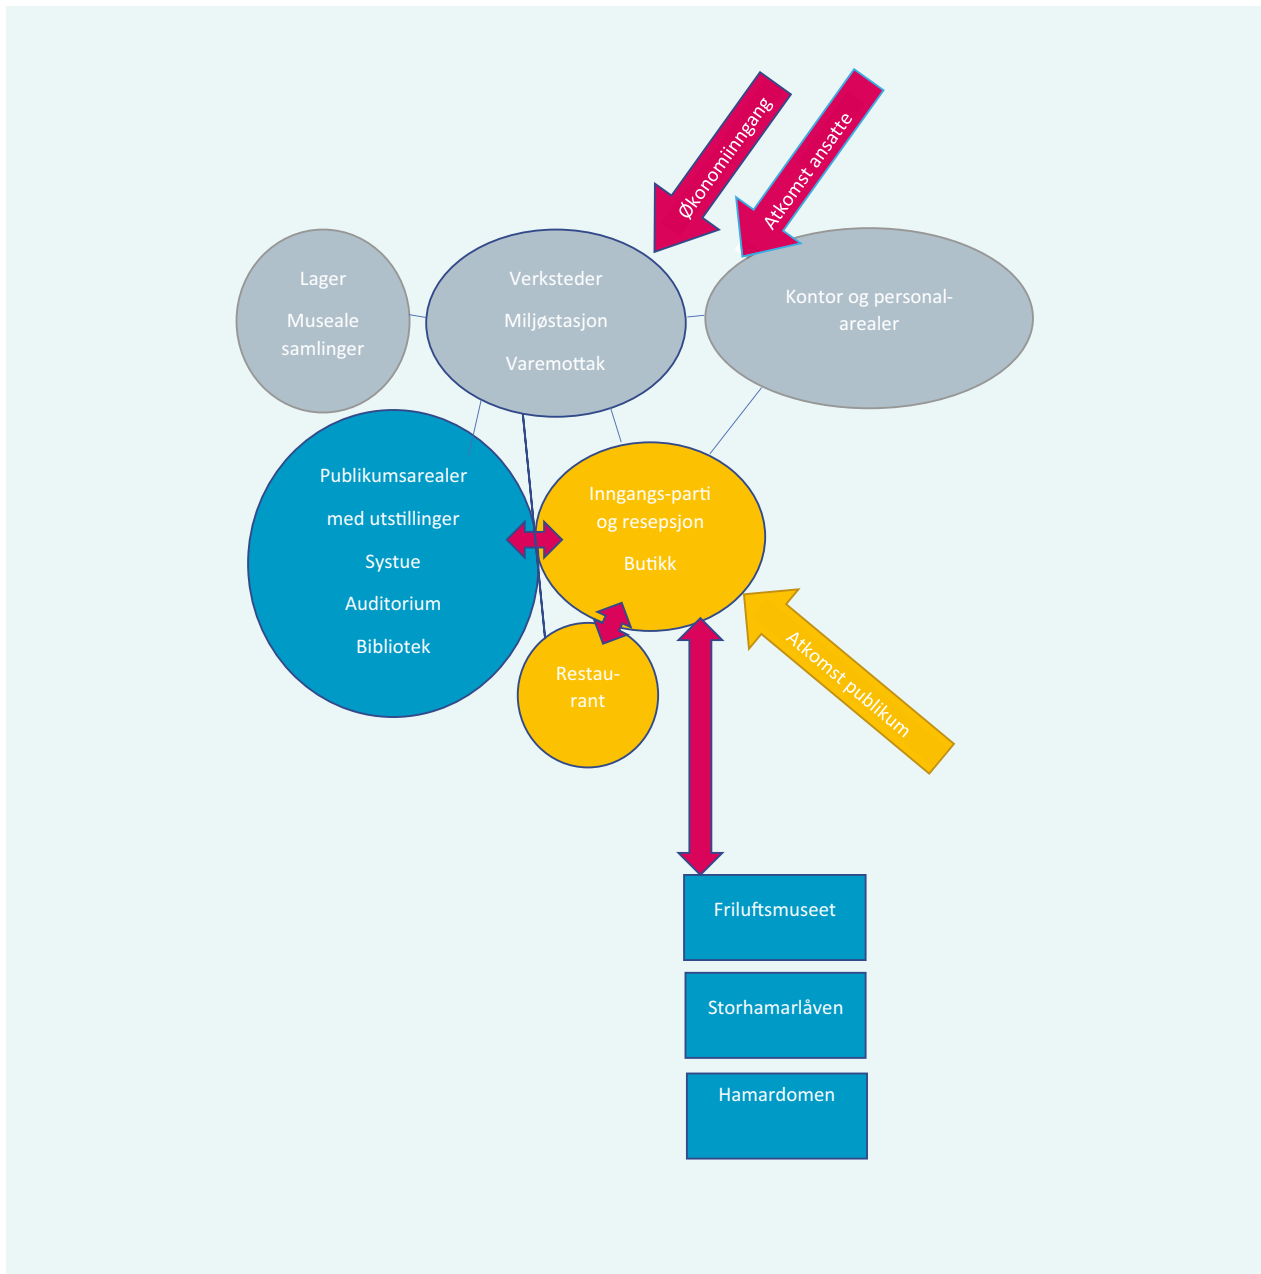 Økonomiinngang
Atkomst ansatte
Lager
Museale
samlinger
Verksteder
Miljøstasjon
Varemottak
Kontor og personal-
arealer
Publikumsarealer
med utstillinger
Systue
Auditorium
Bibliotek
Inngangs-parti
og resepsjon
Butikk
Restau-
rant
Atkomst publikum
Friluftsmuseet
Storhamarlåven
Hamardomen